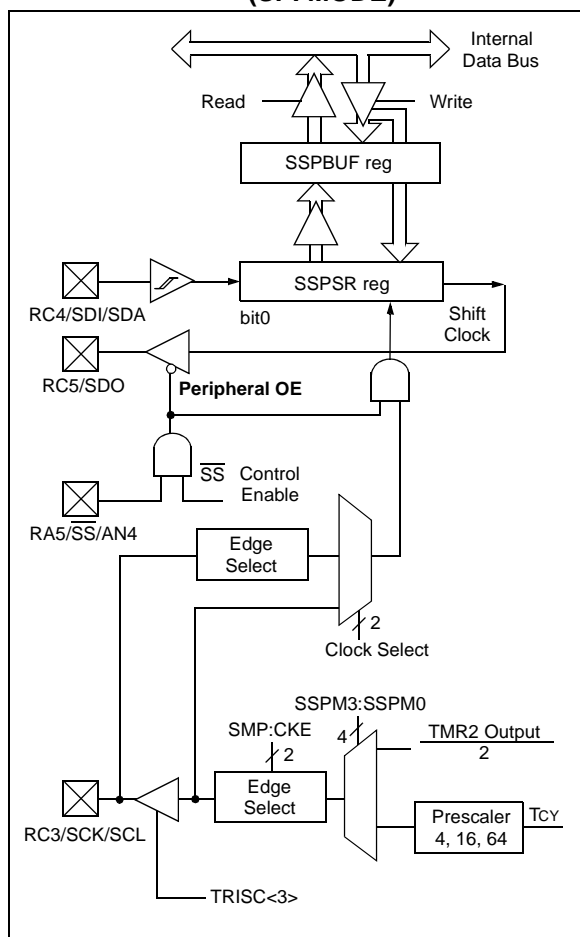 Internal
Data Bus
Read
Write
SSPBUF reg
SSPSR reg
RC4/SDI/SDA
bit0
Shift
Clock
RC5/SDO
Peripheral OE
SS Control
Enable
RA5/SS/AN4
Edge
Select
2
Clock Select
SSPM3:SSPM0
SMP:CKE
4
TMR2 Output
2
2
Edge
Select
Prescaler
4, 16, 64
TCY
RC3/SCK/SCL
TRISC<3>